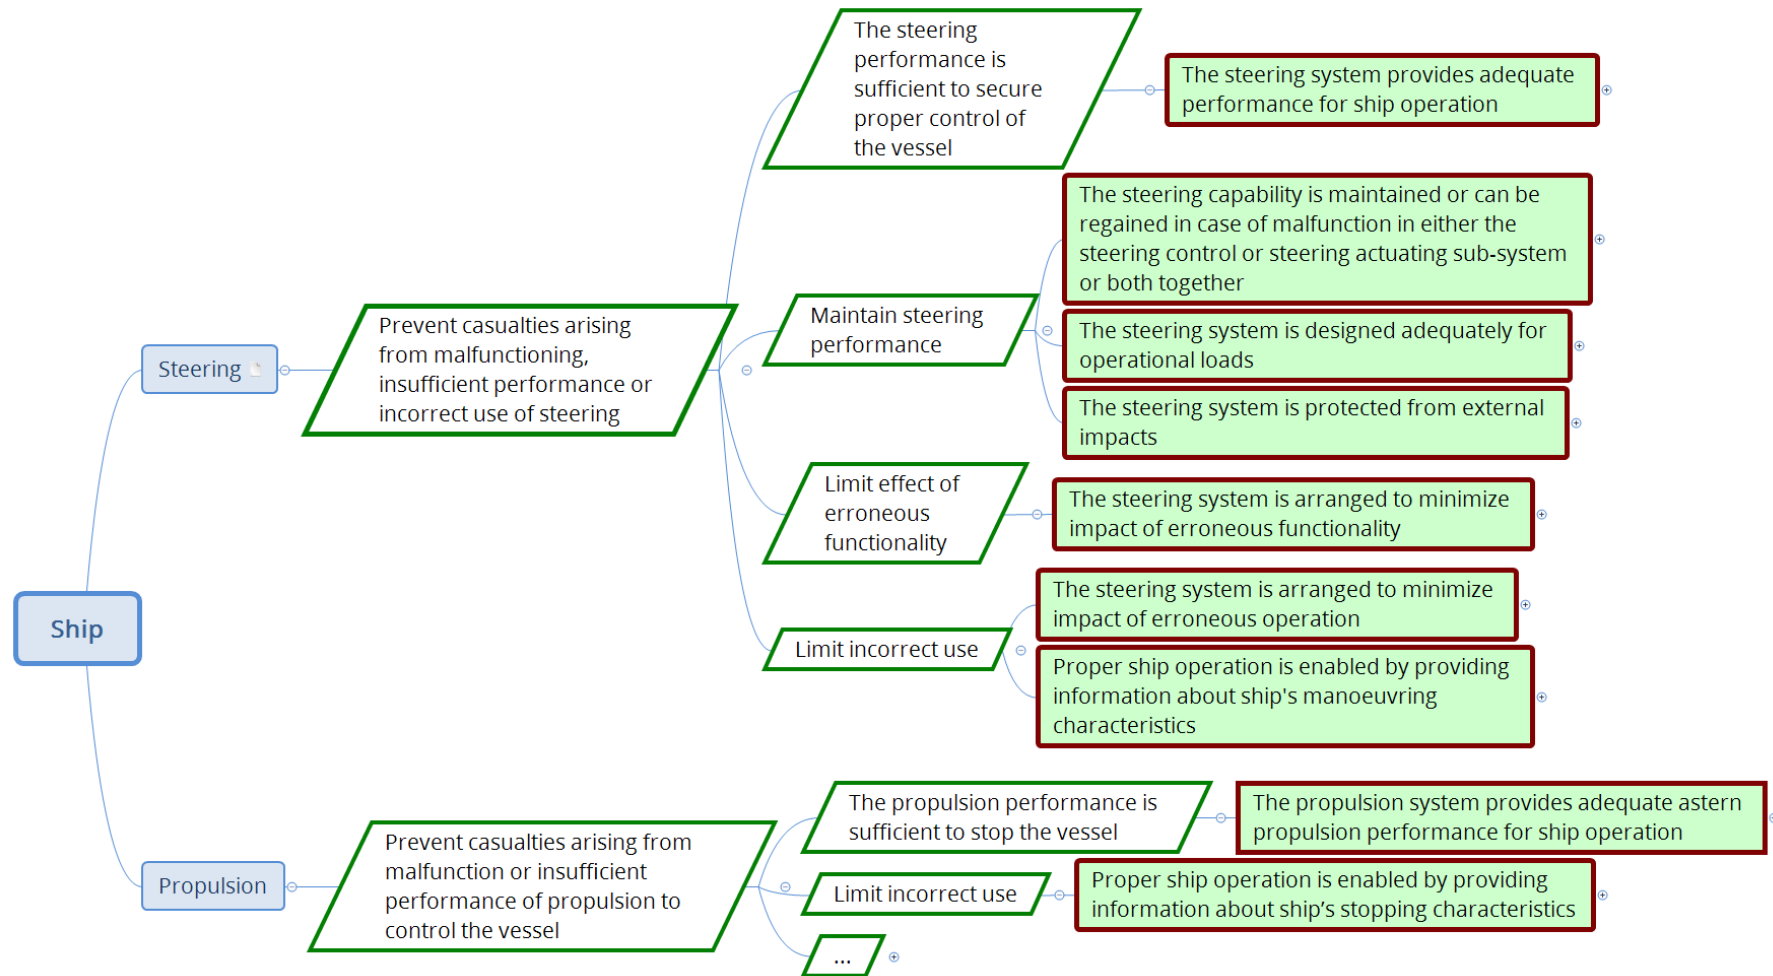 The steering
performance is
sufficient to secure
proper control of
the vessel
The steering system provides adequate
performance for ship operation
The steering capability is maintained or can be
regained in case of malfunction in either the
steering control or steering actuating sub-system
or both together
Maintain steering
performance
The steering system is designed adequately for
operational loads
The steering system is protected from external
impacts
Steering
Prevent casualties arising
from malfunctioning,
insufficient performance or
incorrect use of steering
Limit effect of
erroneous
functionality
The steering system is arranged to minimize
impact of erroneous functionality
The steering system is arranged to minimize
impact of erroneous operation
Limit incorrect use
Proper ship operation is enabled by providing
information about ship's manoeuvring
characteristics
Ship
The propulsion performance is
sufficient to stop the vessel
The propulsion system provides adequate astern
propulsion performance for ship operation
Propulsion
Prevent casualties arising from
malfunction or insufficient
performance of propulsion to
control the vessel
Limit incorrect use
Proper ship operation is enabled by providing
information about ship’s stopping characteristics
...